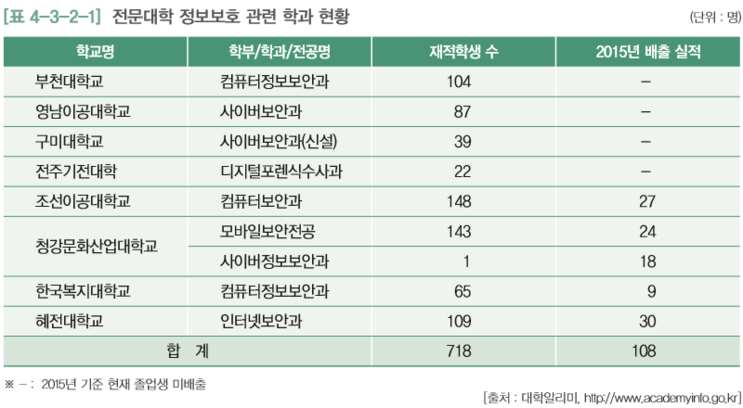 [표 4-3-2-1] 전문대학 정보보호 관련 학과 현황
(단위 : 명)
학교명 학부/학과/전공명 재적학생 수 2015년 배출 실적
부천대학교 컴퓨터정보보안과 104 -
영남이공대학교 사이버보안과 87 -
구미대학교 사이버보안과(신설) 39 -
전주기전대학 디지털포렌식수사과 22 -
조선이공대학교 컴퓨터보안과 148 27
청강문화산업대학교 모바일보안전공 143 24
사이버정보보안과 1 18
한국복지대학교 컴퓨터정보보안과 65 9
혜전대학교 인터넷보안과 109 30
합 계 718 108
※ - : 2015년 기준 현재 졸업생 미배출
[출처 : 대학알리미, http://www.academyinfo.go.kr]